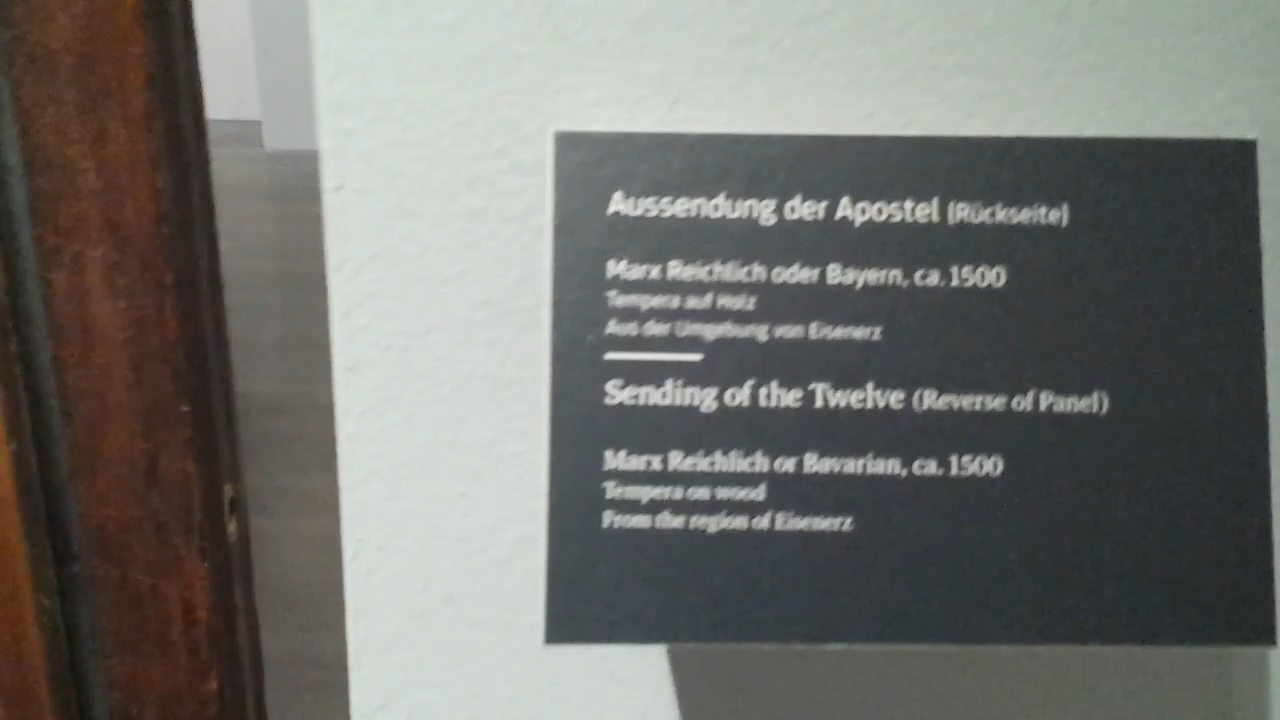 Aussendung der Apostel (Rückseite)
Marx Reichlich oder Bayern, ca. 1500
Tempera auf Holz
Aus der Umgebung von Eisenerz
Sending of the Twelve (Reverse of Panel)
Marx Reichlich or Bavarian, ca. 1500
Tempera on wood
From the region of Eisenerz